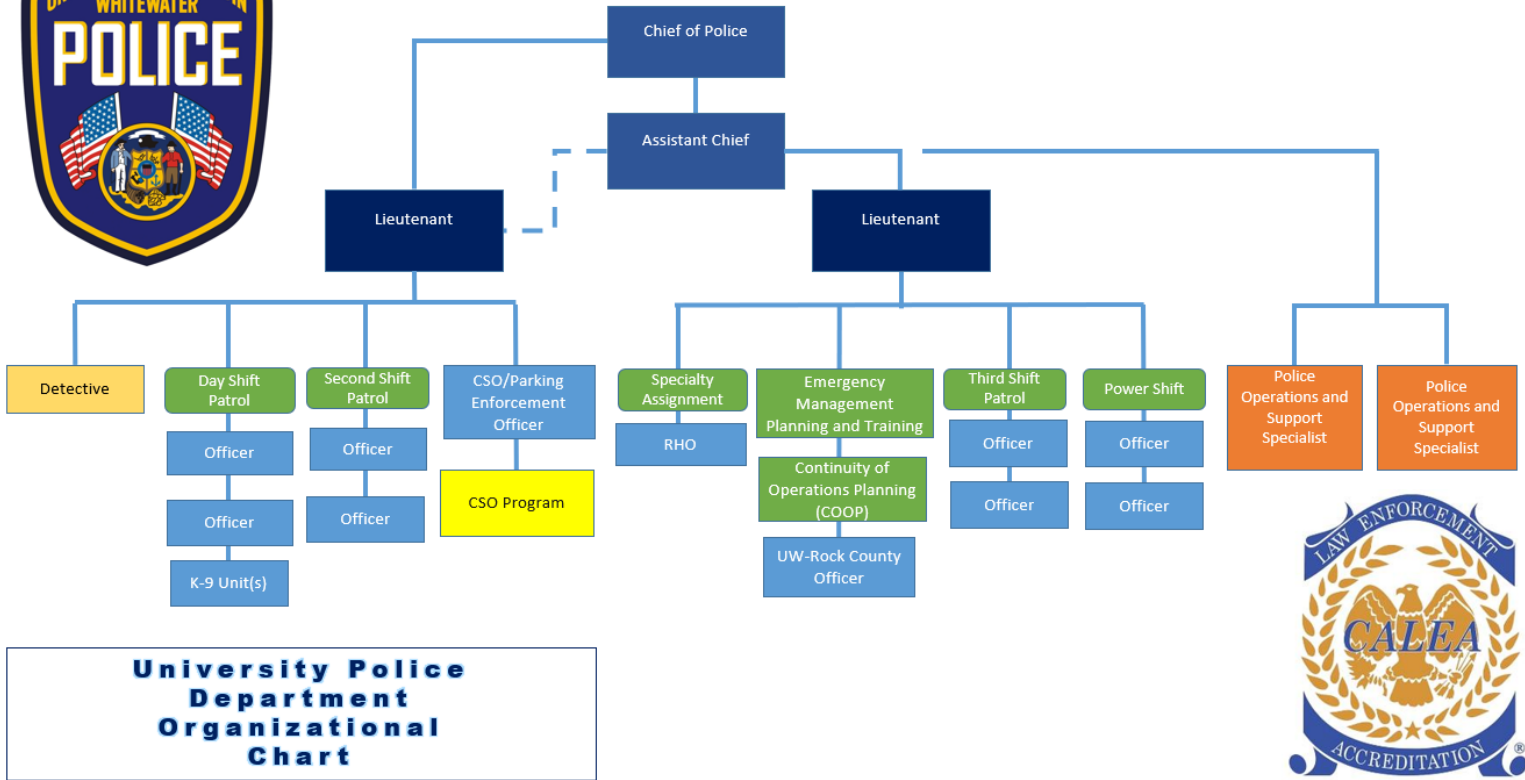 WHITEWATER
POLICE
Chief of Police
Assistant Chief
Lieutenant
Lieutenant
Detective
Day Shift
Patrol
Officer
Officer
K-9 Unit(s)
Second Shift
Patrol
Officer
Officer
CSO/Parking
Enforcement
Officer
CSO Program
Specialty
Assignment
RHO
Emergency
Management
Planning and Training
Continuity of
Operations Planning
(COOP)
UW-Rock County
Officer
Third Shift
Patrol
Officer
Officer
Power Shift
Officer
Officer
Police
Operations and
Support
Specialist
Police
Operations and
Support
Specialist
University Police
Department
Organizational
Chart
LAW ENFORCEMENT
CALEA
ACCREDITATION
®